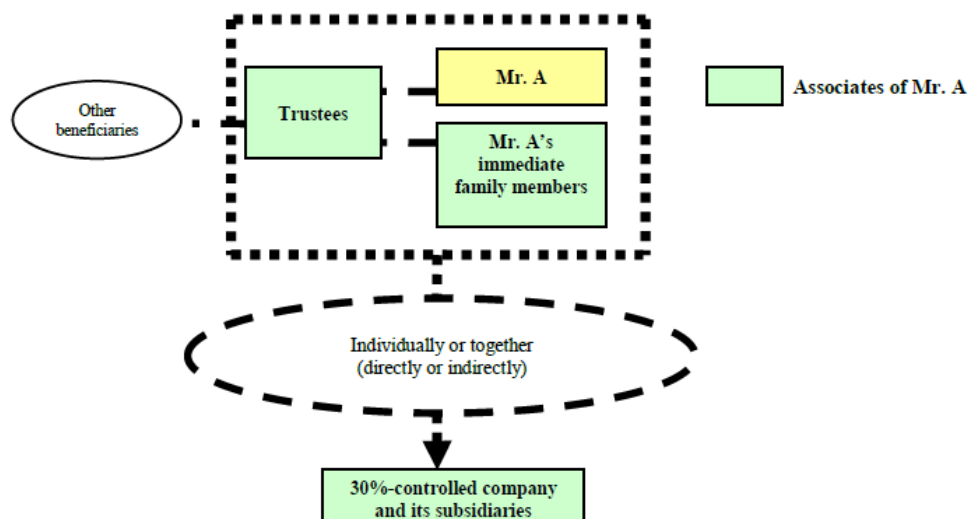 Mr. A
Associates of Mr. A
Other
beneficiaries
Trustees
Mr. A’s
immediate
family members
Individually or together
(directly or indirectly)
30%-controlled company
and its subsidiaries